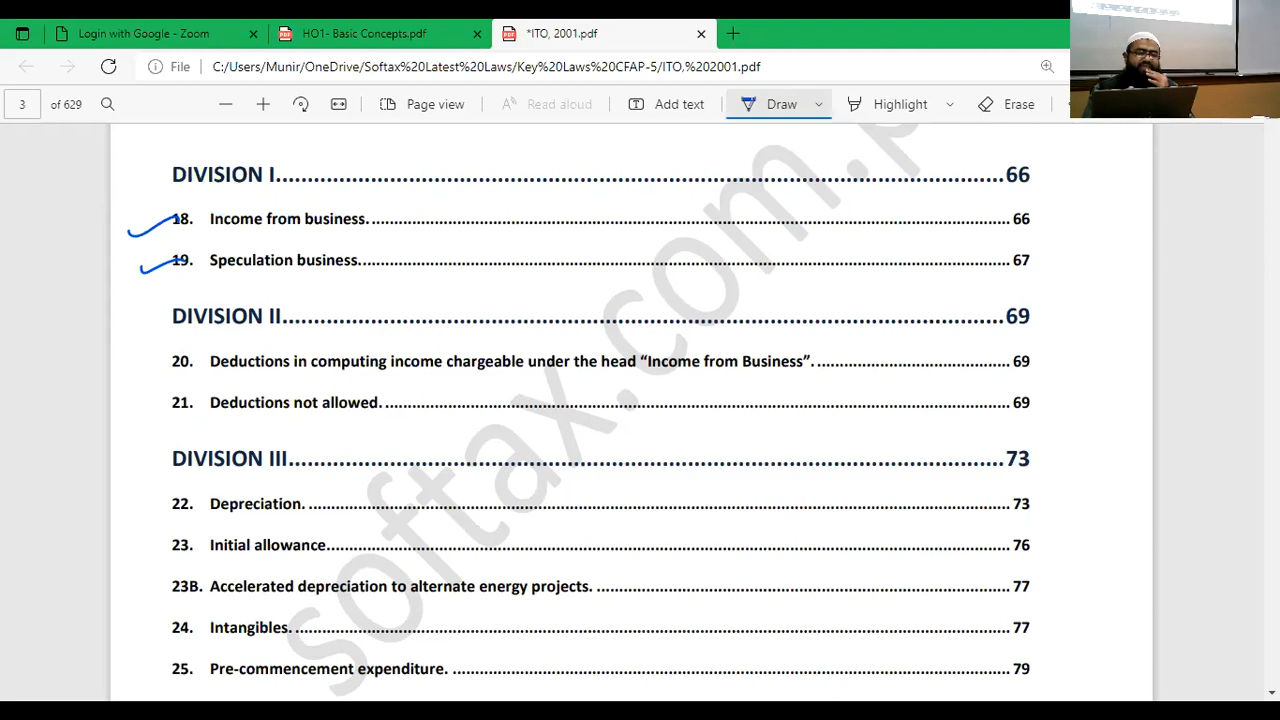 Login with Google - Zoom
HO1- Basic Concepts.pdf
*ITO, 2001.pdf
File
C:/Users/Munir/OneDrive/Softax%20Latest%20Laws/Key%20Laws%20CFAP-5/ITO,%202001.pdf
3 of 629
Page view
Read aloud
Add text
Draw
Highlight
Erase
DIVISION I 66
18. Income from business. 66
19. Speculation business. 67
DIVISION II 69
20. Deductions in computing income chargeable under the head “Income from Business”. 69
21. Deductions not allowed. 69
DIVISION III 73
22. Depreciation. 73
23. Initial allowance 76
23B. Accelerated depreciation to alternate energy projects. 77
24. Intangibles. 77
25. Pre-commencement expenditure. 79
softax.com.p